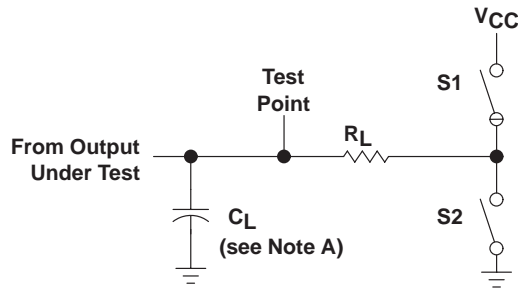 VCC
S1
Test
Point
RL
From Output
Under Test
CL
(see Note A)
S2